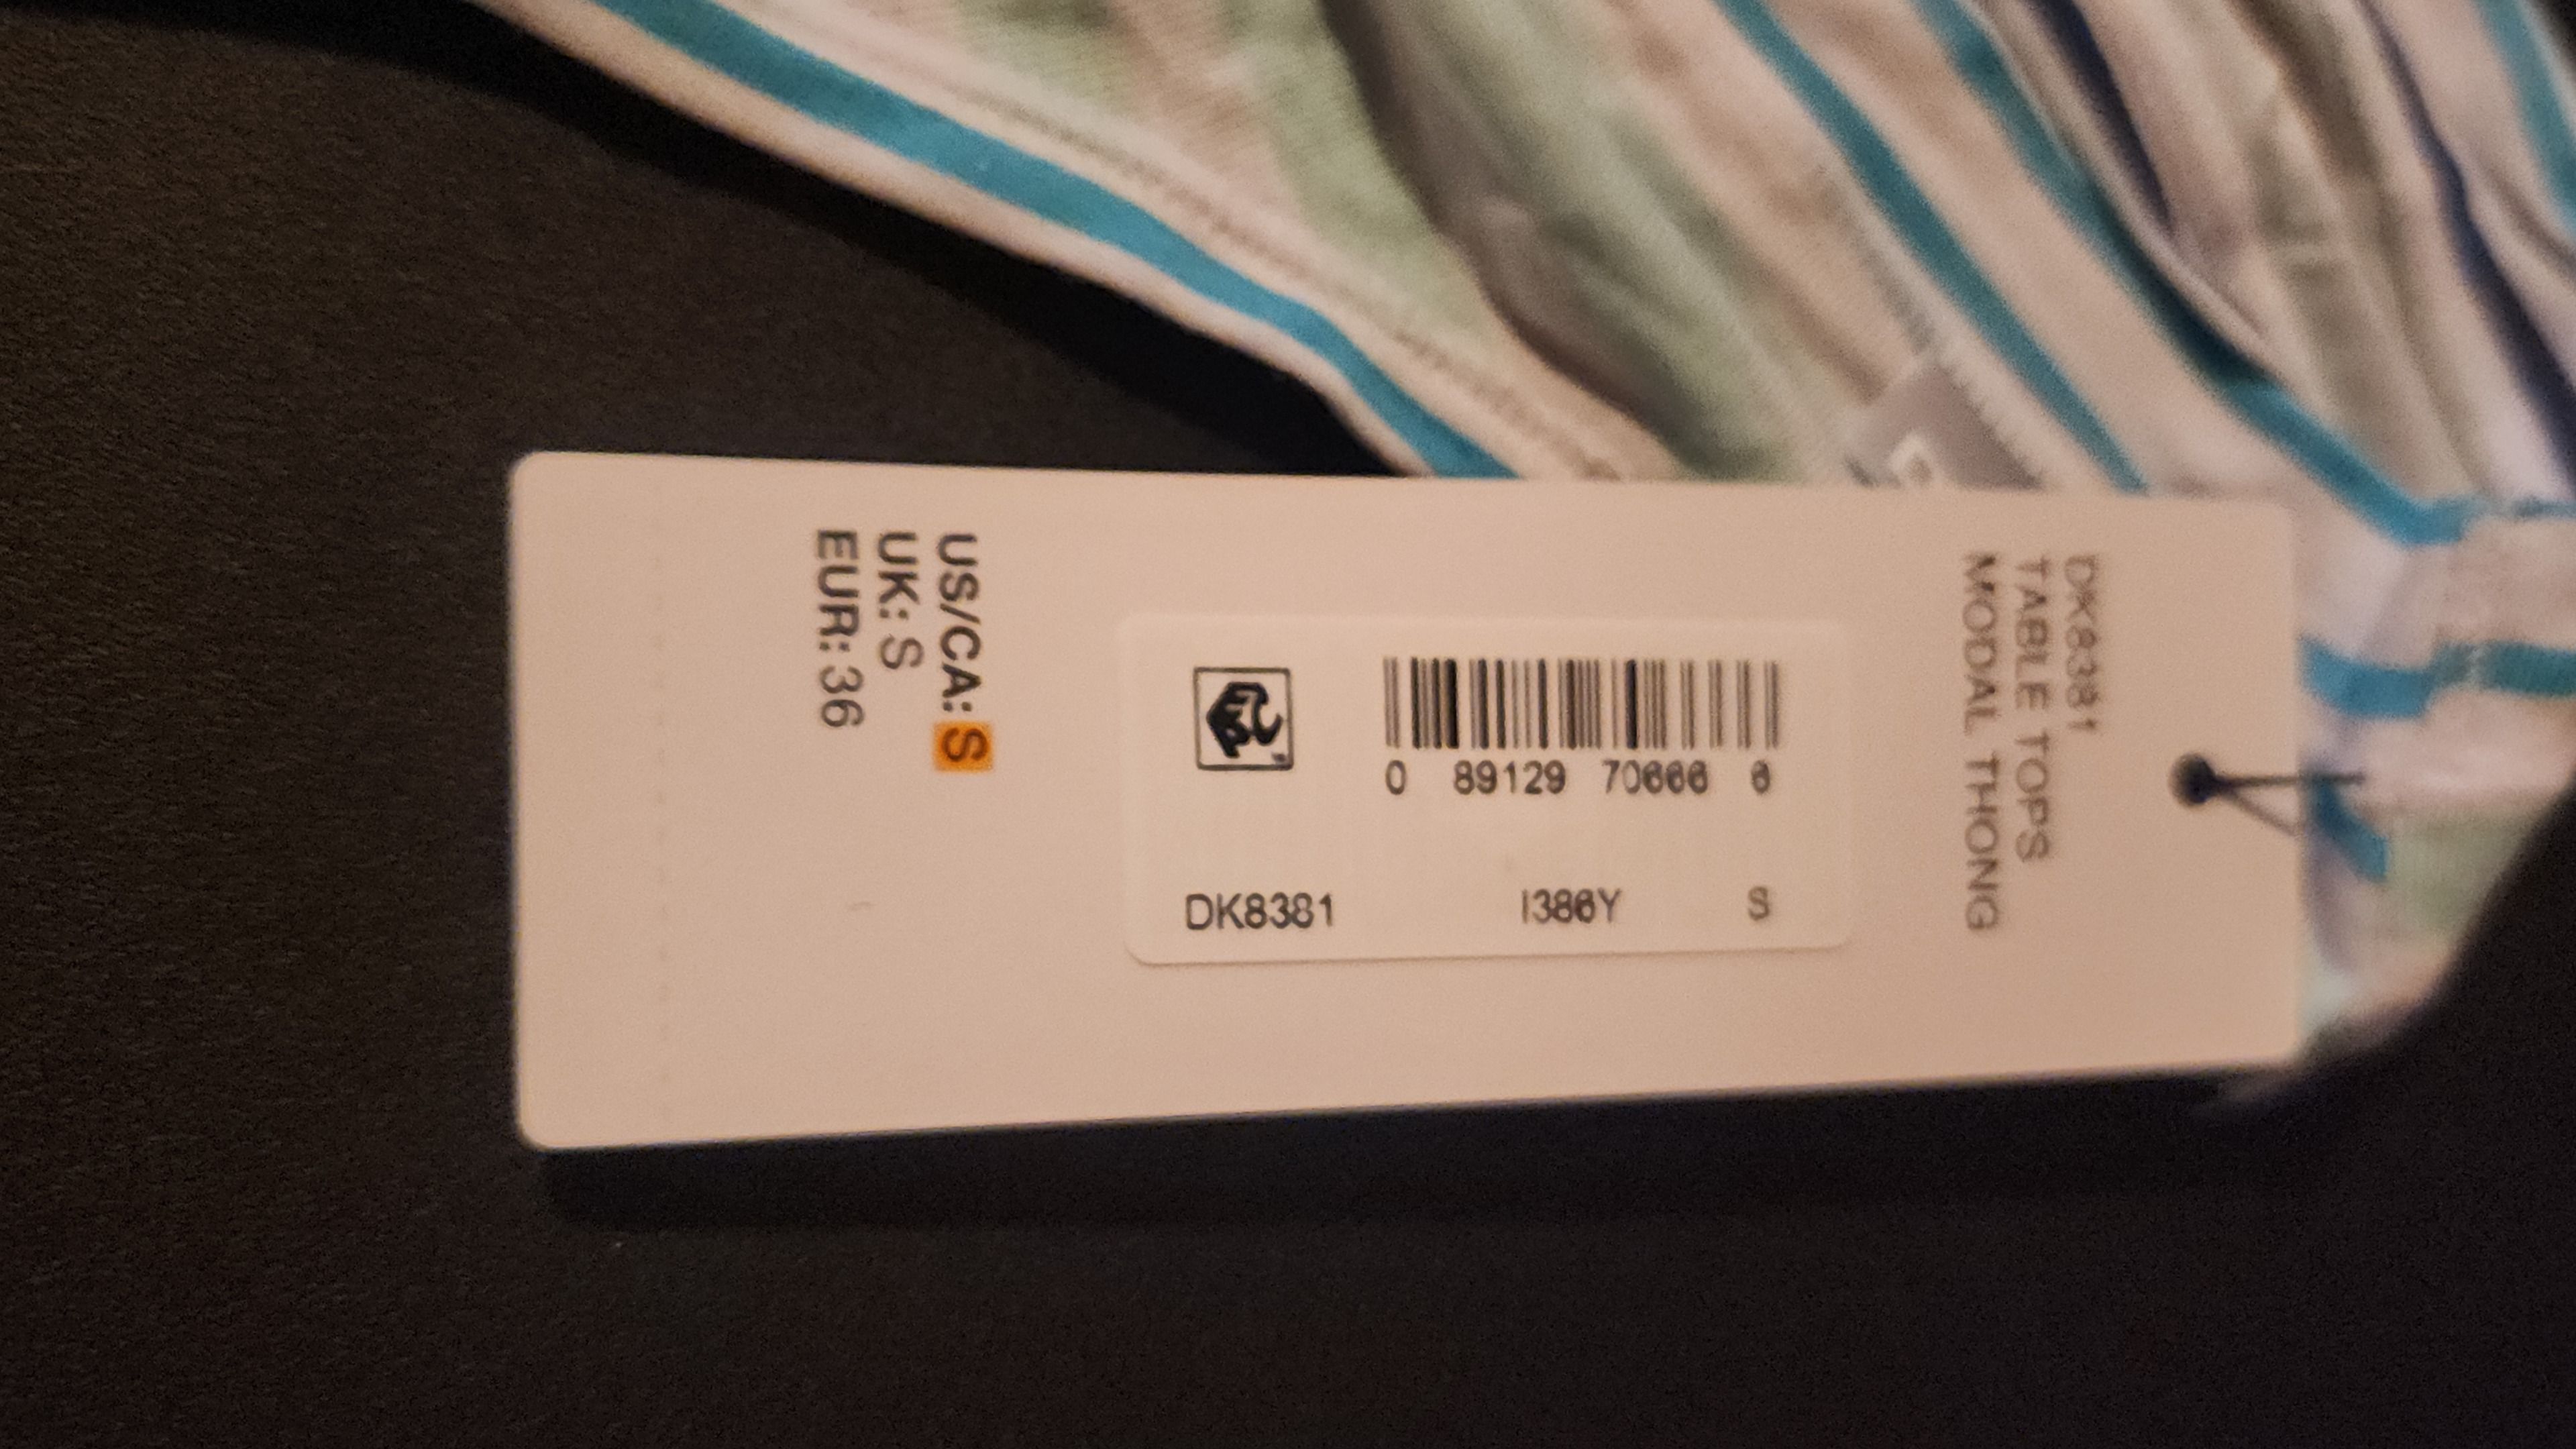 DK8381
TABLE TOPS
MODAL THONG
0 89129 70666 6
DK8381 I386Y S
US/CA: S
UK: S
EUR: 36